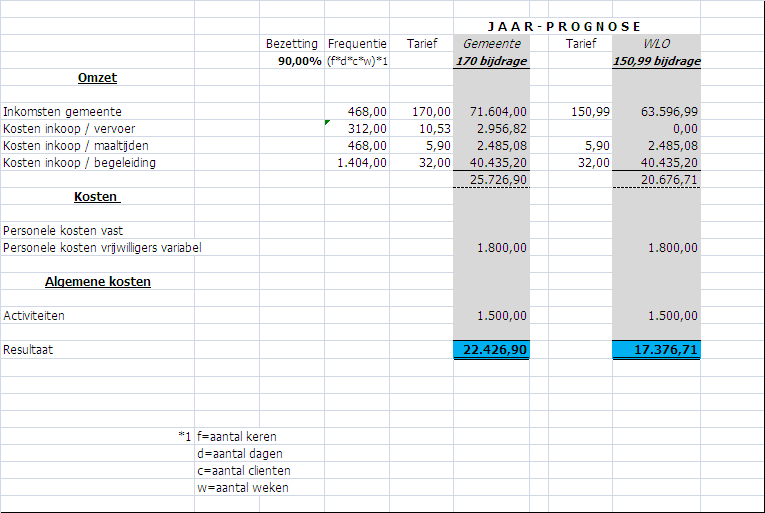 JAAR-PROGNOSE
Bezetting Frequentie Tarief Gemeente Tarief WLO
90,00% (f*d*c*w)*1 170 bijdrage 150,99 bijdrage
Omzet
Inkomsten gemeente 468,00 170,00 71.604,00 150,99 63.596,99
Kosten inkoop / vervoer 312,00 10,53 2.956,82 0,00
Kosten inkoop / maaltijden 468,00 5,90 2.485,08 5,90 2.485,08
Kosten inkoop / begeleiding 1.404,00 32,00 40.435,20 32,00 40.435,20
25.726,90 20.676,71
Kosten
Personele kosten vast
Personele kosten vrijwilligers variabel 1.800,00 1.800,00
Algemene kosten
Activiteiten 1.500,00 1.500,00
Resultaat 22.426,90 17.376,71
*1 f=aantal keren
d=aantal dagen
c=aantal clienten
w=aantal weken